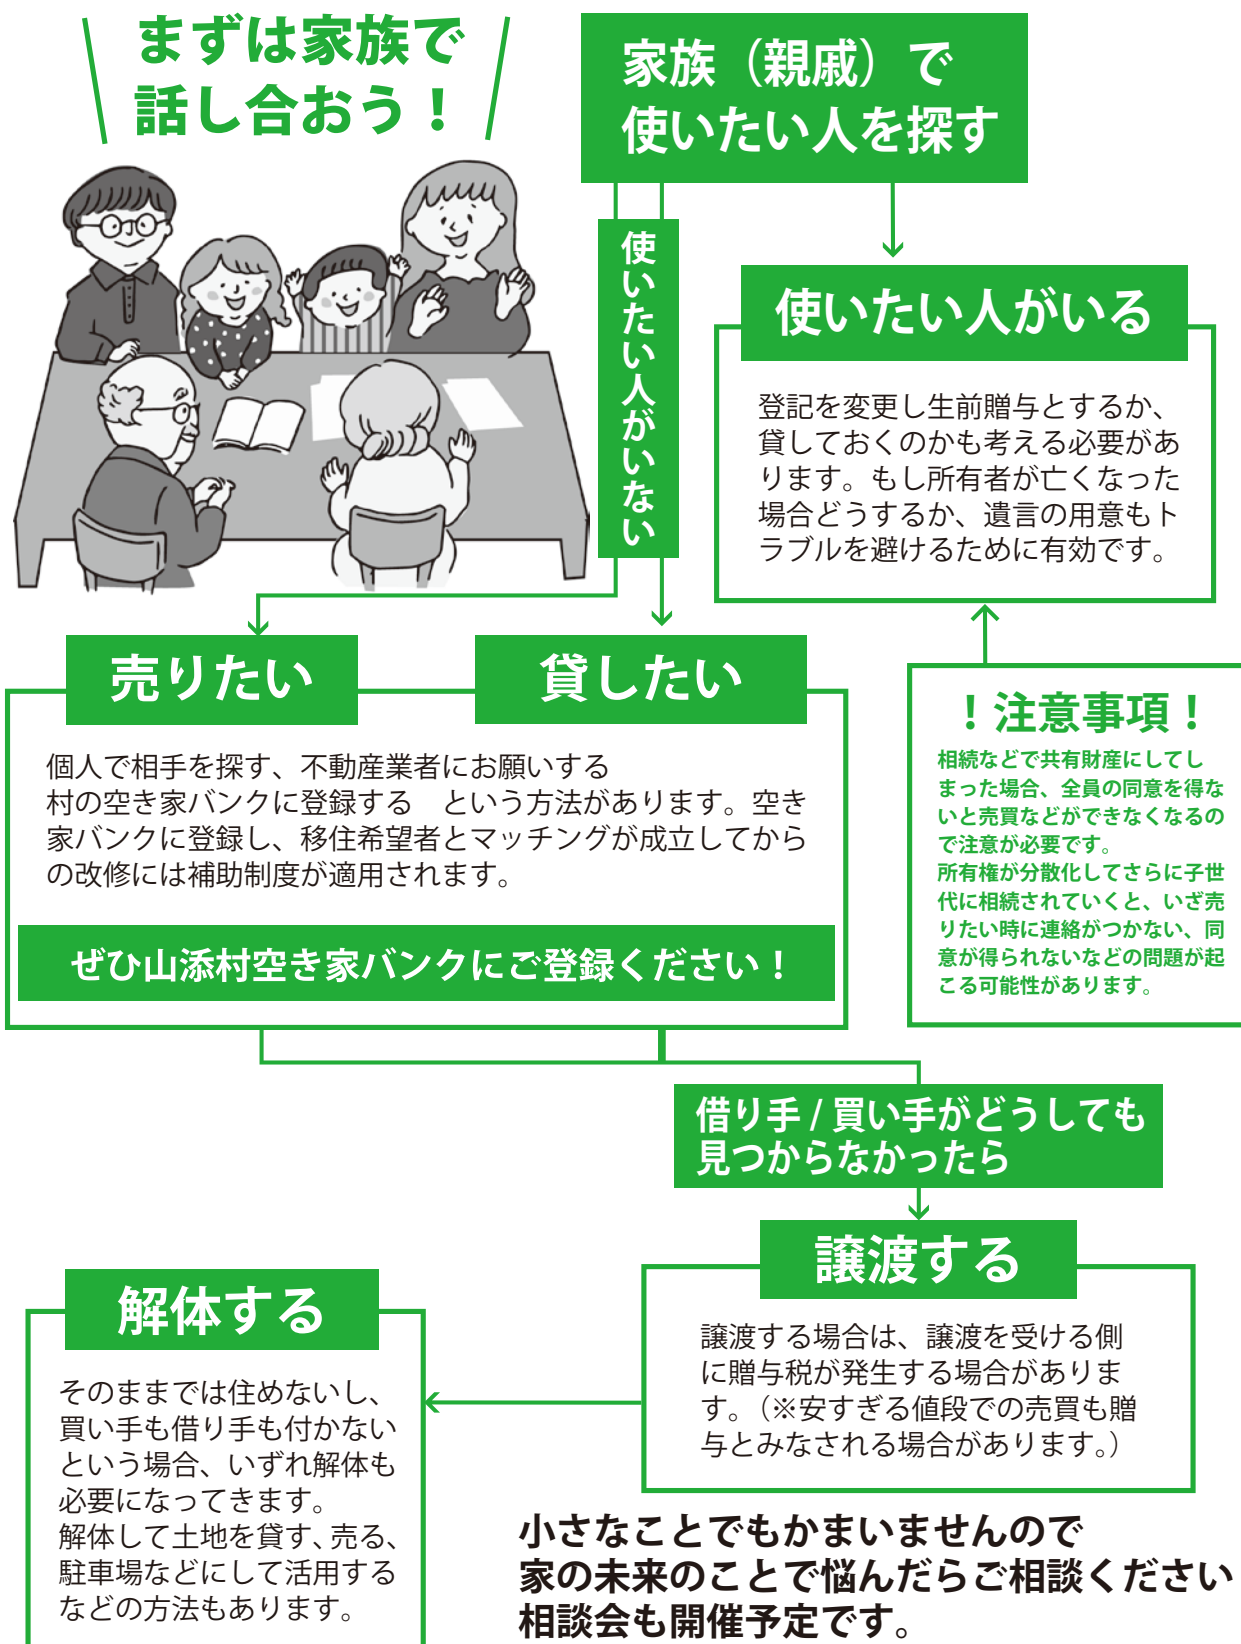 まずは家族で
話し合おう！
家族（親戚）で
使いたい人を探す
使いたい人がいない
使いたい人がいる
登記を変更し生前贈与とするか、
貸しておくのかも考える必要があ
ります。もし所有者が亡くなった
場合どうするか、遺言の用意もト
ラブルを避けるために有効です。
売りたい
貸したい
個人で相手を探す、不動産業者にお願いする
村の空き家バンクに登録する　という方法があります。空き
家バンクに登録し、移住希望者とマッチングが成立してから
の改修には補助制度が適用されます。
ぜひ山添村空き家バンクにご登録ください！
！注意事項！
相続などで共有財産にしてし
まった場合、全員の同意を得な
いと売買などができなくなるの
で注意が必要です。
所有権が分散化してさらに子世
代に相続されていくと、いざ売
りたい時に連絡がつかない、同
意が得られないなどの問題が起
こる可能性があります。
借り手 / 買い手がどうしても
見つからなかったら
譲渡する
譲渡する場合は、譲渡を受ける側
に贈与税が発生する場合がありま
す。（※安すぎる値段での売買も贈
与とみなされる場合があります。）
解体する
そのままでは住めないし、
買い手も借り手も付かない
という場合、いずれ解体も
必要になってきます。
解体して土地を貸す、売る、
駐車場などにして活用する
などの方法もあります。
小さなことでもかまいませんので
家の未来のことで悩んだらご相談ください
相談会も開催予定です。